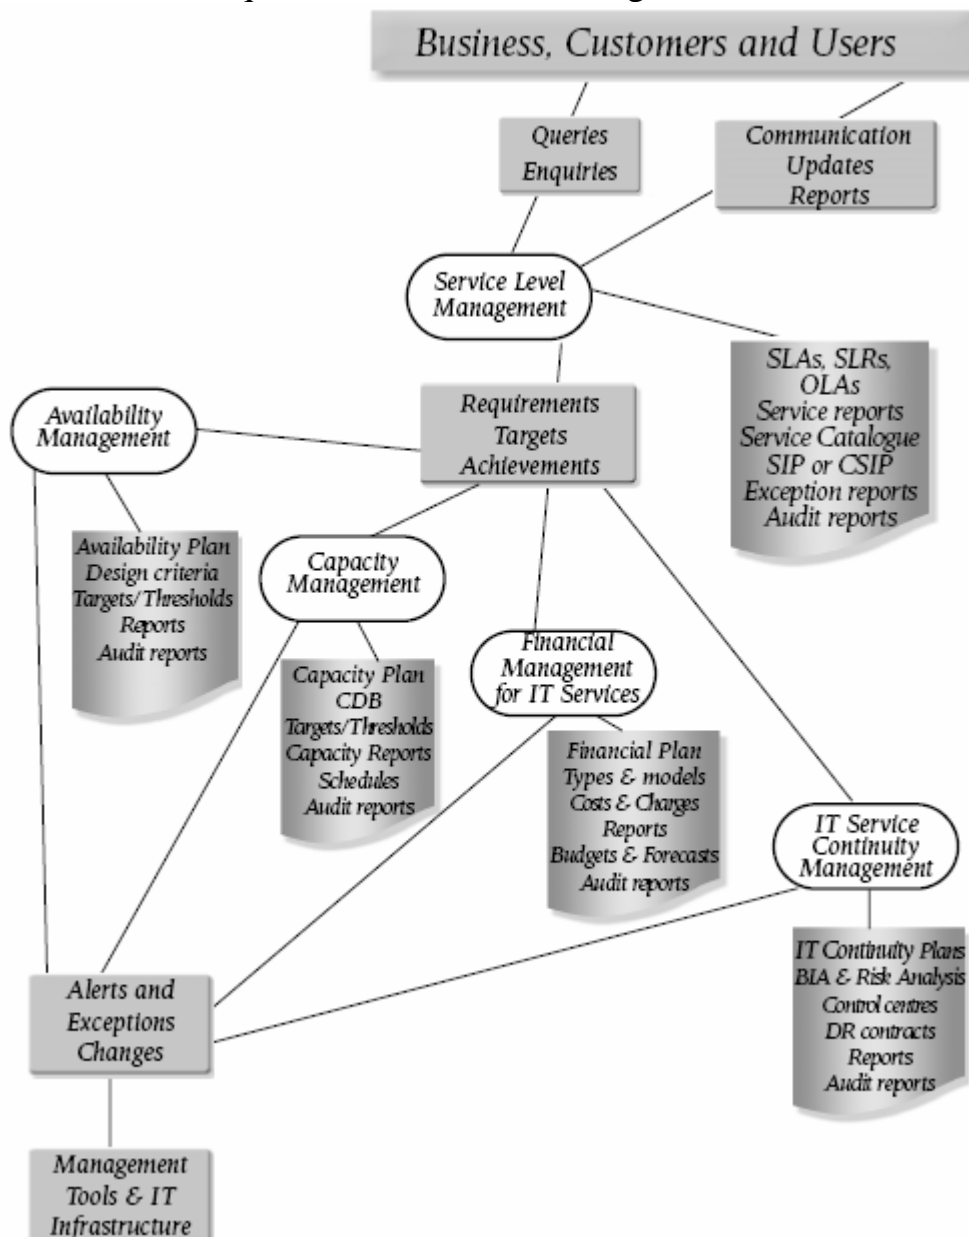 Business, Customers and Users
Queries
Enquiries
Communication
Updates
Reports
Service Level
Management
SLAs, SLRs,
OLAs
Service reports
Service Catalogue
SIP or CSIP
Exception reports
Audit reports
Requirements
Targets
Achievements
Availability
Management
Availability Plan
Design criteria
Targets/Thresholds
Reports
Audit reports
Capacity
Management
Capacity Plan
CDB
Targets/Thresholds
Capacity Reports
Schedules
Audit reports
Financial
Management
for IT Services
Financial Plan
Types & models
Costs & Charges
Reports
Budgets & Forecasts
Audit reports
IT Service
Continuity
Management
IT Continuity Plans
BIA & Risk Analysis
Control centres
DR contracts
Reports
Audit reports
Alerts and
Exceptions
Changes
Management
Tools & IT
Infrastructure